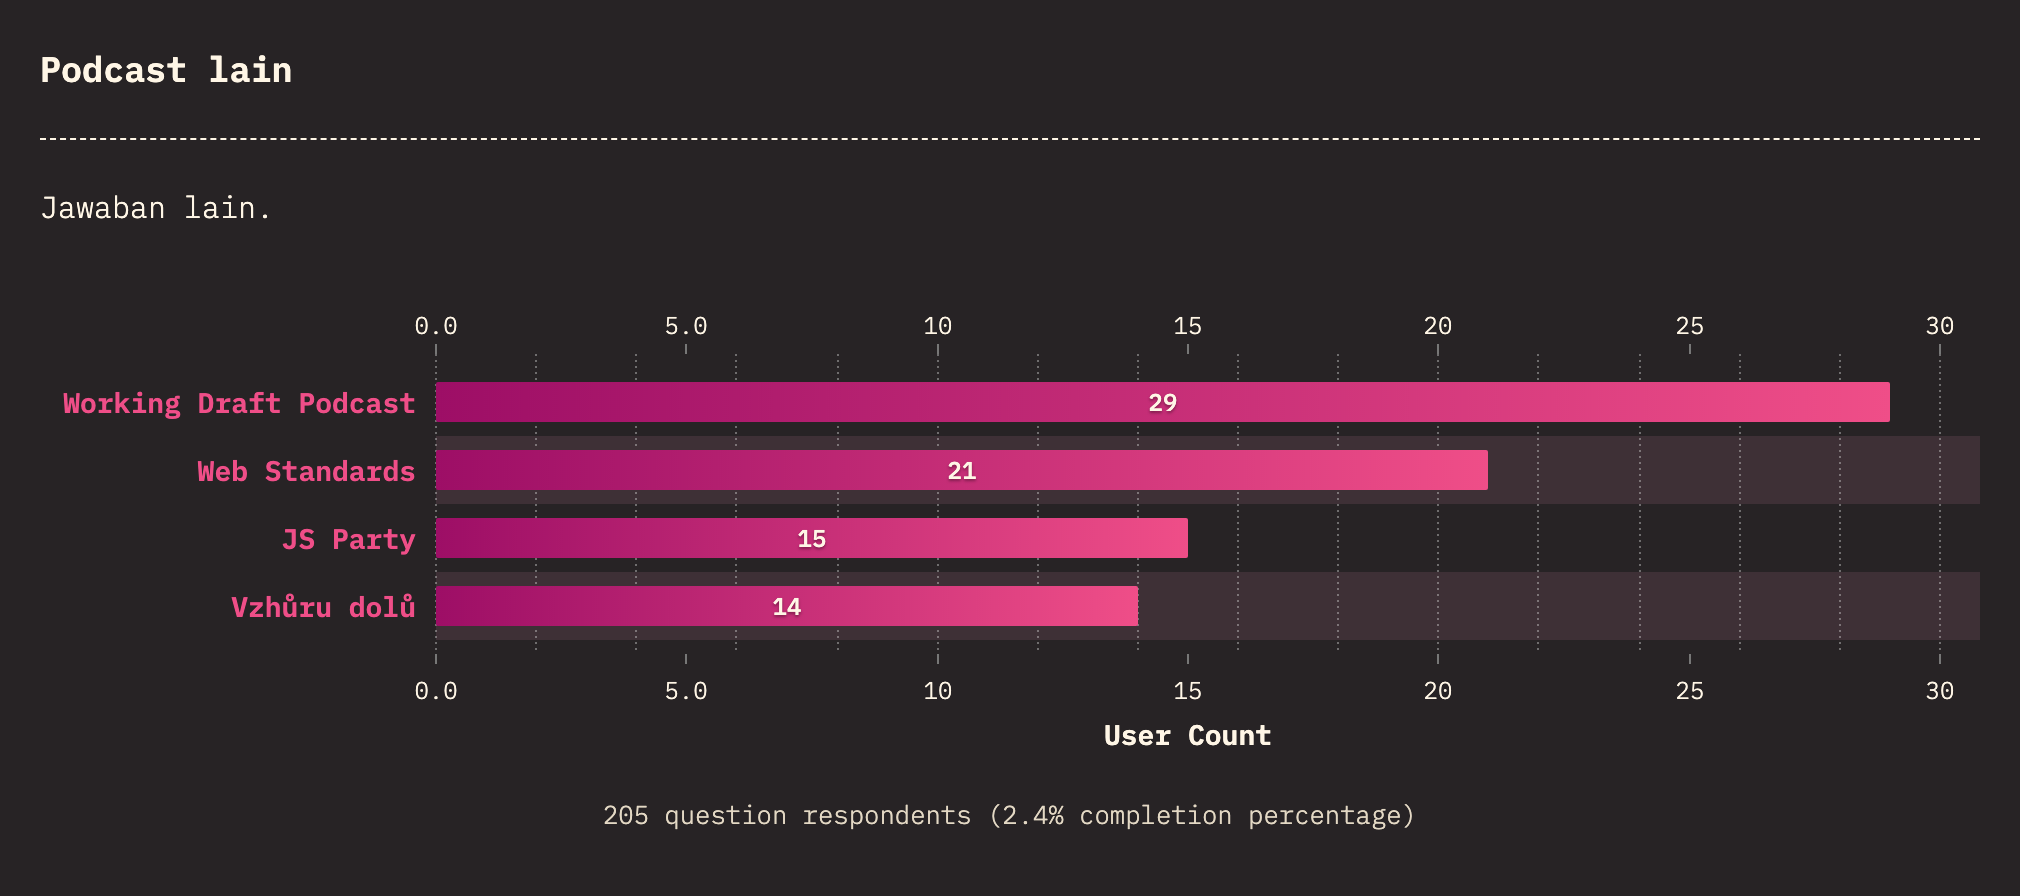 Podcast lain
Jawaban lain.
0.0 5.0 10 15 20 25 30
Working Draft Podcast 29
Web Standards 21
JS Party 15
Vzhůru dolů 14
0.0 5.0 10 15 20 25 30
User Count
205 question respondents (2.4% completion percentage)